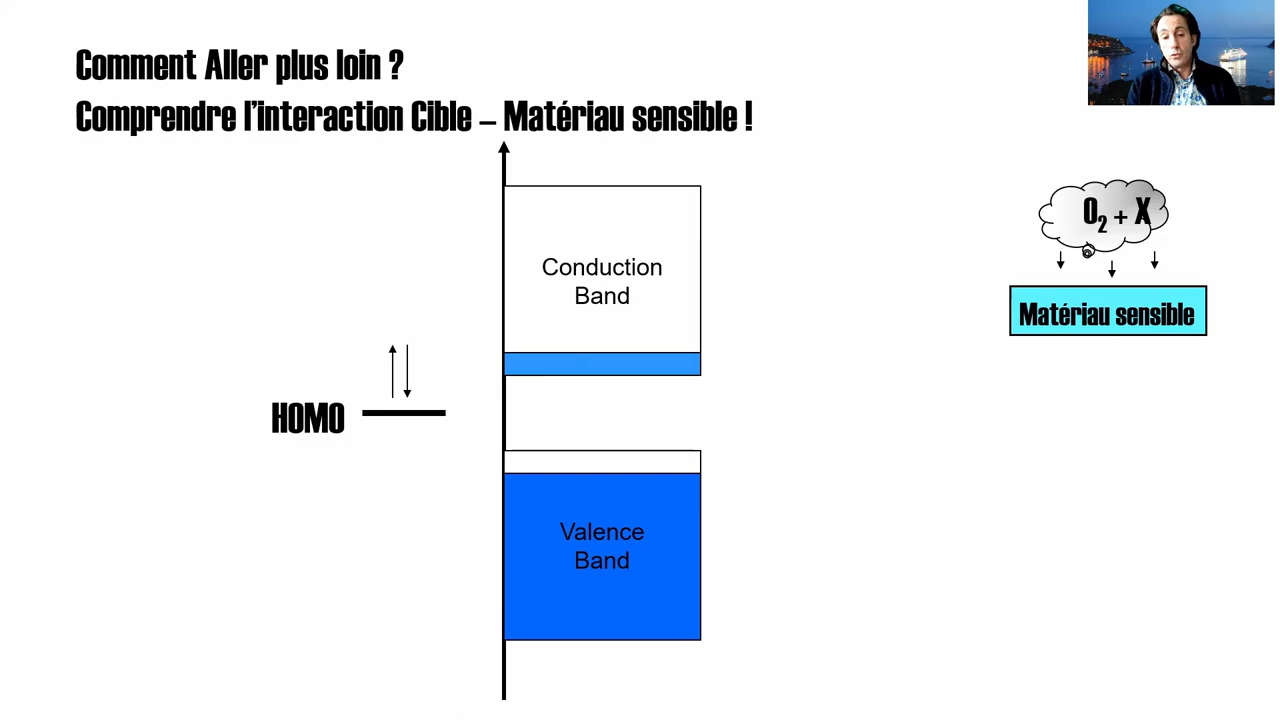 Comment Aller plus loin ?
Comprendre l'interaction Cible – Matériau sensible !
O₂ + X
Matériau sensible
Conduction
Band
HOMO
Valence
Band